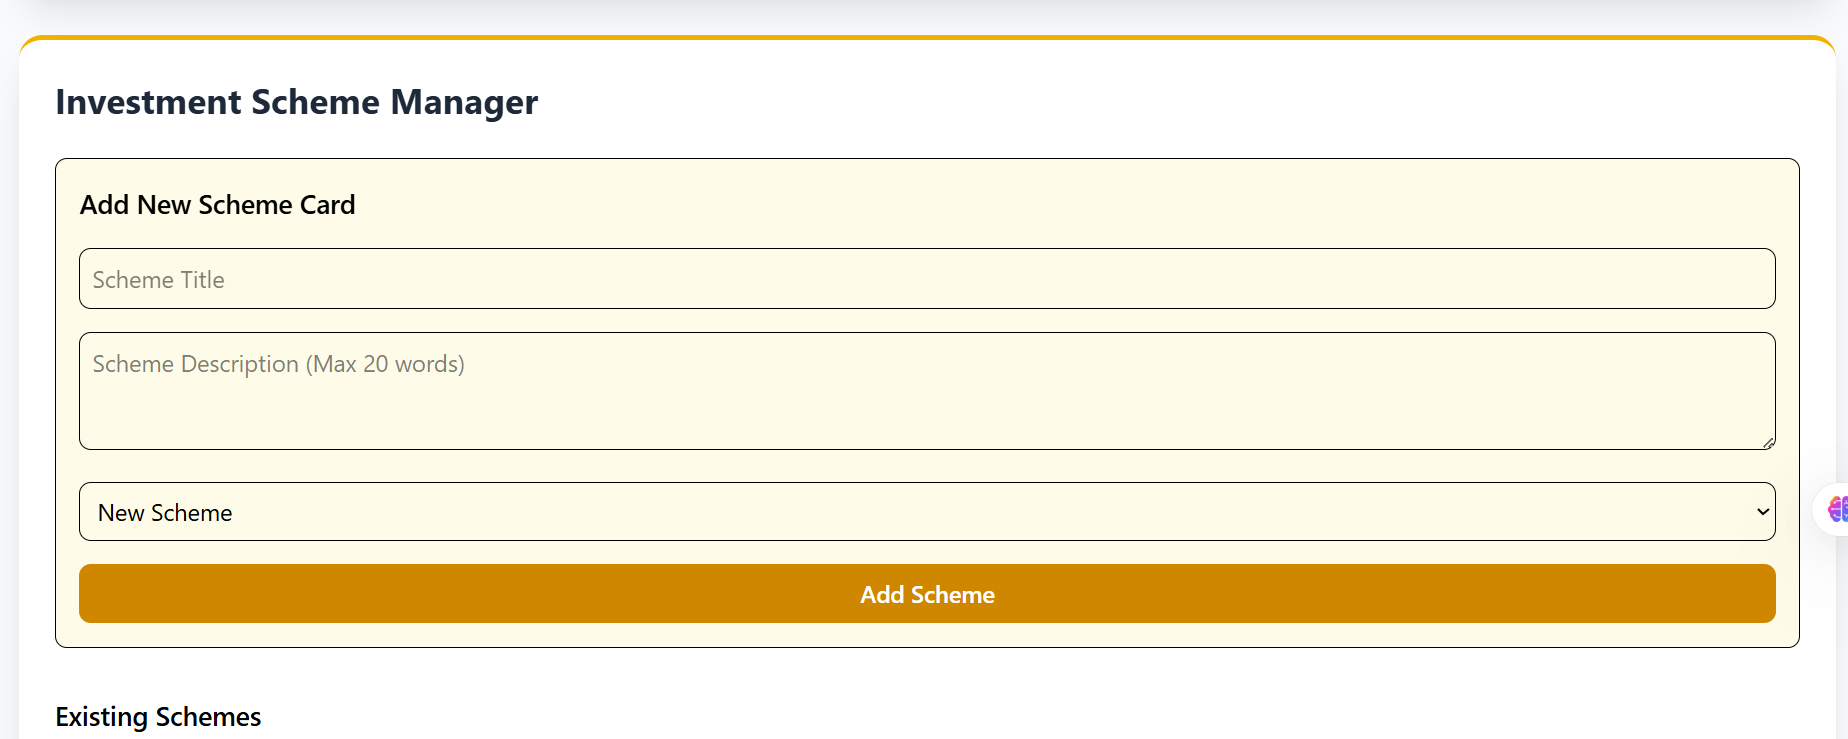 Investment Scheme Manager
Add New Scheme Card
Scheme Title
Scheme Description (Max 20 words)
New Scheme
Add Scheme
Existing Schemes